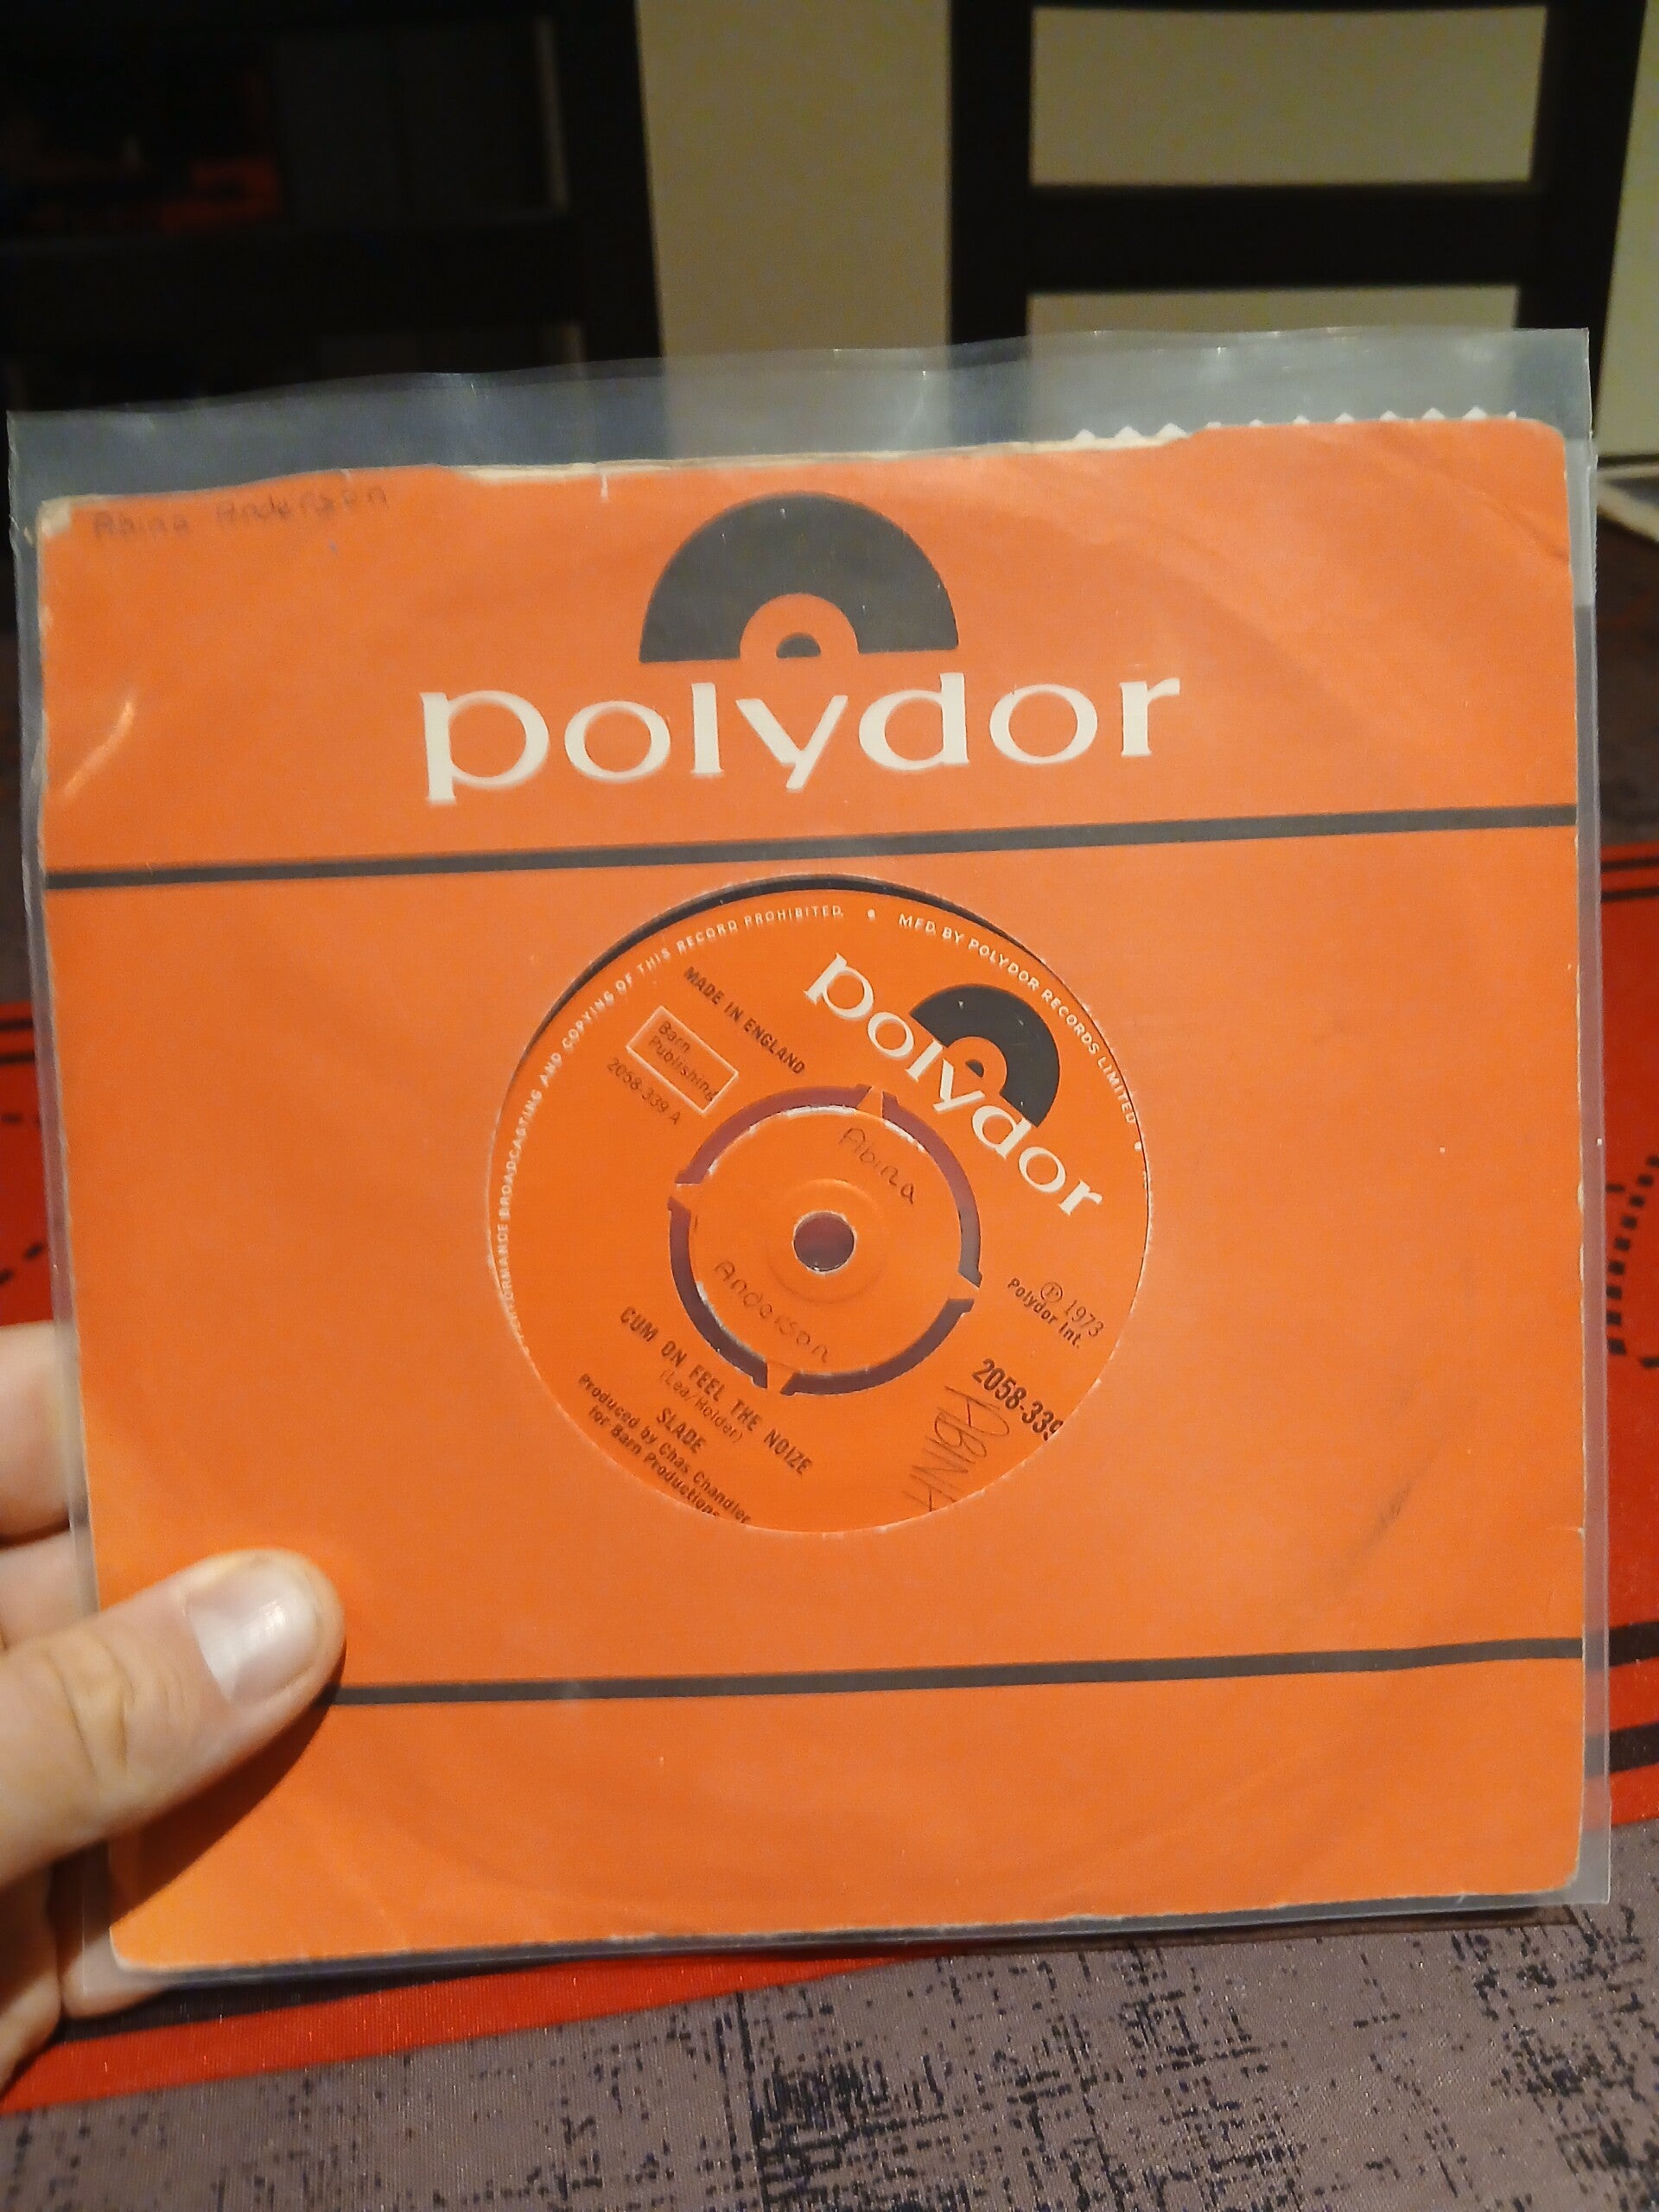 Abina Andersen
polydor
PERFORMANCE BROADCASTING AND COPYING OF THIS RECORD PROHIBITED. • MFD. BY POLYDOR RECORDS LIMITED •
polydor
MADE IN ENGLAND
Barn
Publishing
2058-339 A
Abina
Anderson
℗ 1973
Polydor Int.
2058-339
ABINA
CUM ON FEEL THE NOIZE
(Lea/Holder)
SLADE
Produced by Chas Chandler
for Barn Productions